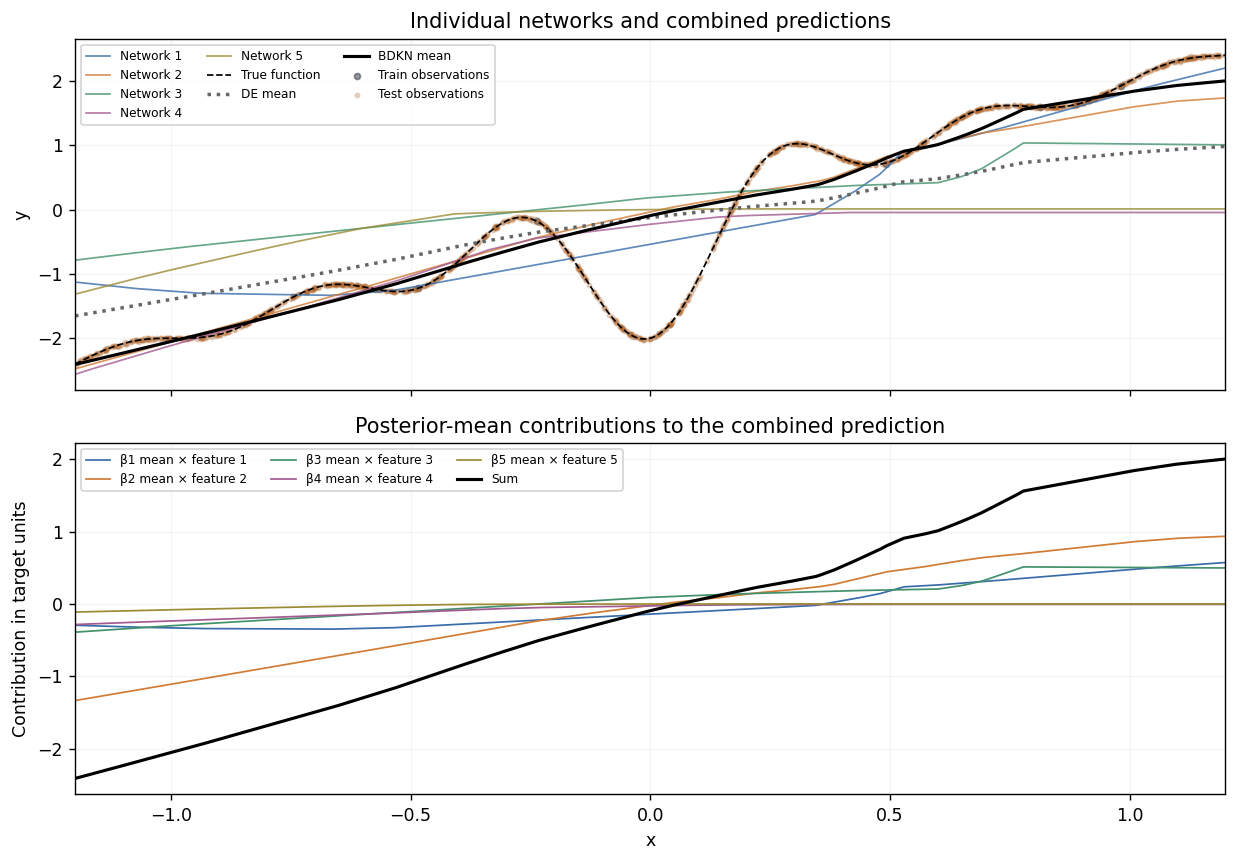 Individual networks and combined predictions
Network 1
Network 2
Network 3
Network 4
Network 5
True function
DE mean
BDKN mean
Train observations
Test observations
2
1
0
−1
−2
y
Posterior-mean contributions to the combined prediction
β1 mean × feature 1
β2 mean × feature 2
β3 mean × feature 3
β4 mean × feature 4
β5 mean × feature 5
Sum
2
1
0
−1
−2
Contribution in target units
−1.0
−0.5
0.0
0.5
1.0
x